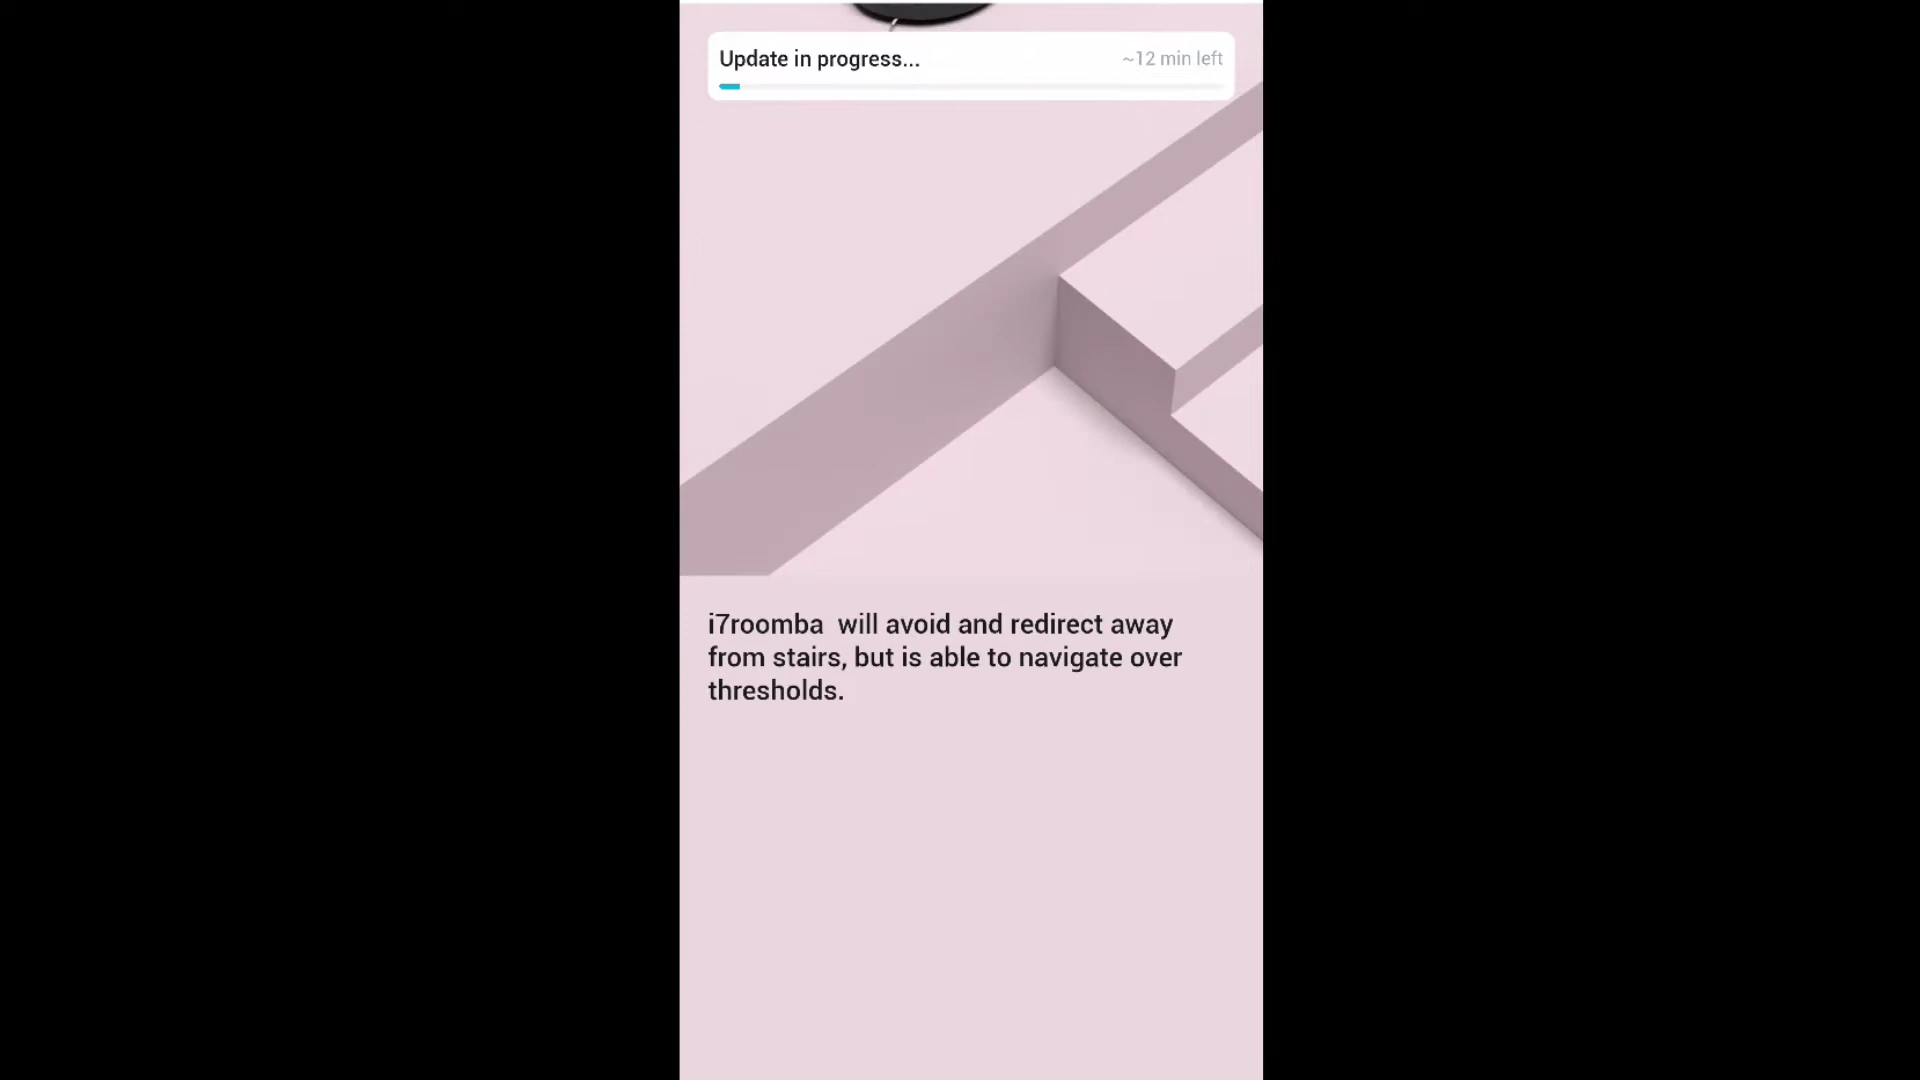 Update in progress...
~12 min left
i7roomba  will avoid and redirect away
from stairs, but is able to navigate over
thresholds.